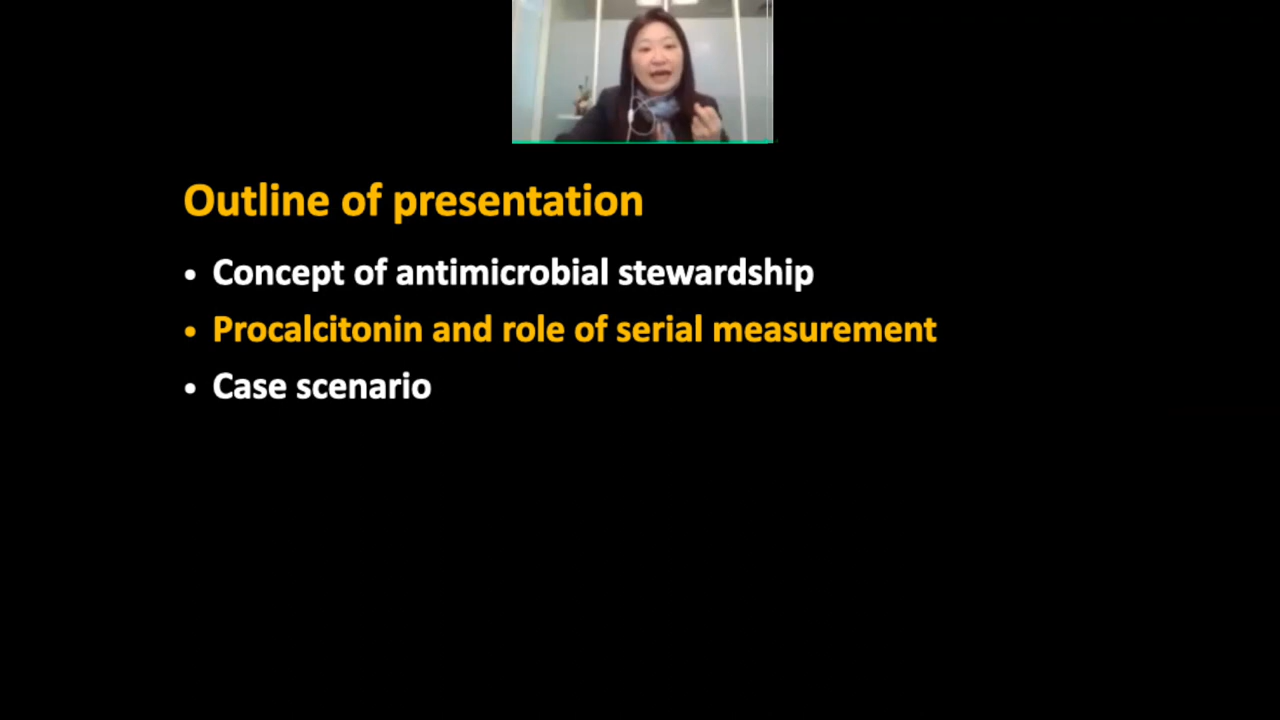 Outline of presentation
• Concept of antimicrobial stewardship
• Procalcitonin and role of serial measurement
• Case scenario